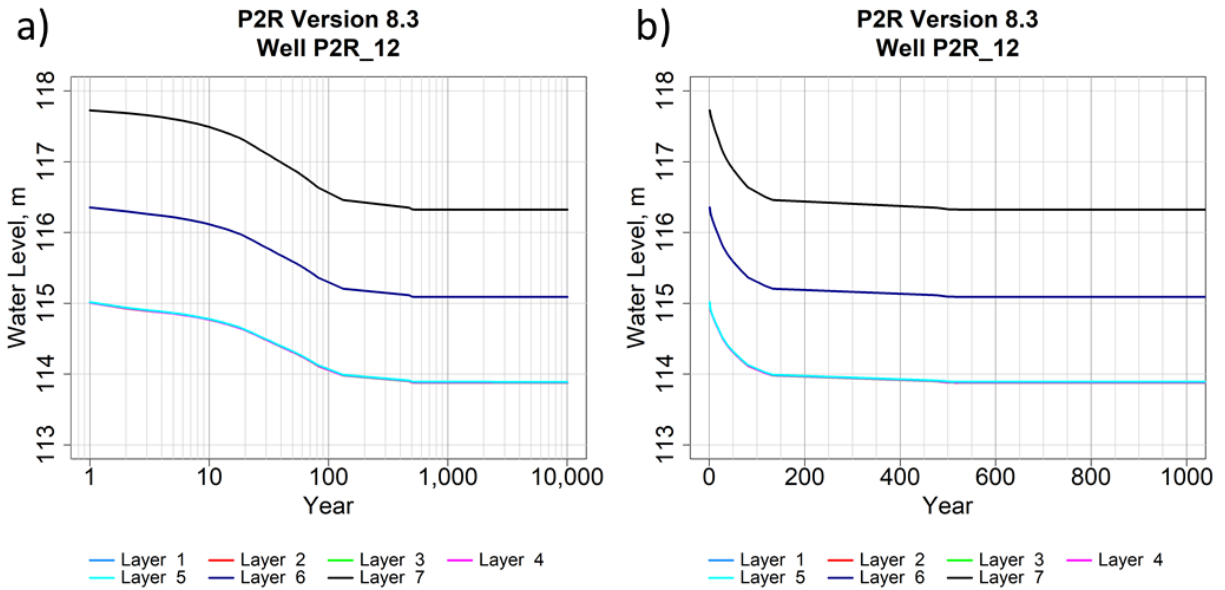 a)
P2R Version 8.3
Well P2R_12
Water Level, m
118
117
116
115
114
113
1 10 100 1,000 10,000
Year
Layer 1 Layer 2 Layer 3 Layer 4
Layer 5 Layer 6 Layer 7
b)
P2R Version 8.3
Well P2R_12
Water Level, m
118
117
116
115
114
113
0 200 400 600 800 1000
Year
Layer 1 Layer 2 Layer 3 Layer 4
Layer 5 Layer 6 Layer 7